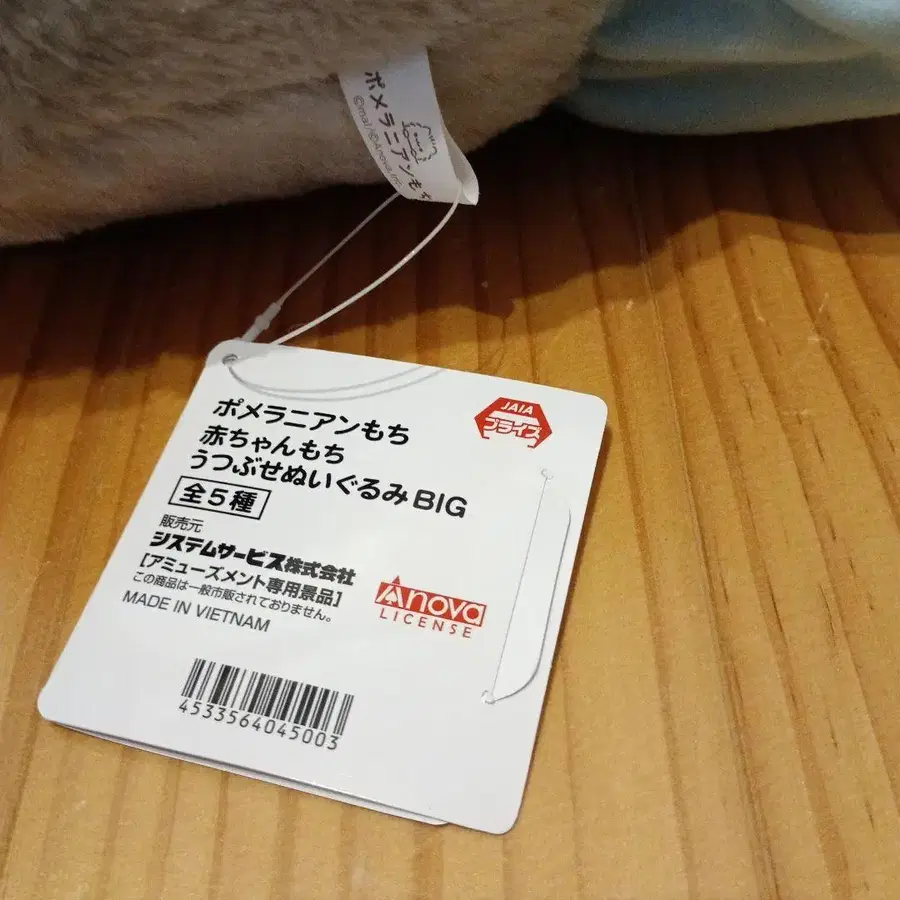 ポメラニアンもち
©mai/©Anova, Inc.
ポメラニアンもち
赤ちゃんもち
うつぶせぬいぐるみBIG
全5種
JAIA
プライズ
販売元
システムサービス株式会社
[アミューズメント専用景品]
この商品は一般市販されておりません。
MADE IN VIETNAM
Anova
LICENSE
4533564045003